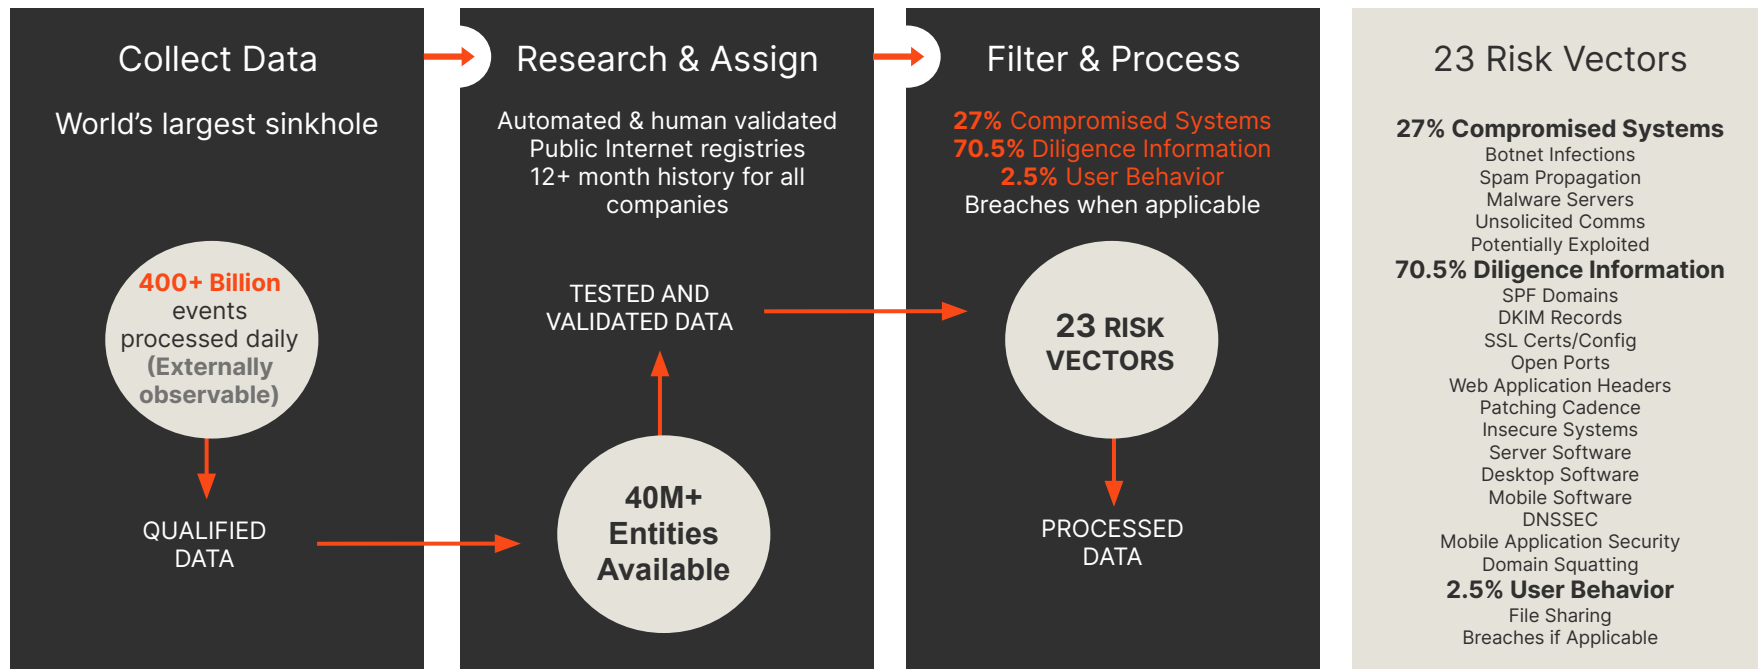 Collect Data
World's largest sinkhole
400+ Billion
events
processed daily
(Externally
observable)
QUALIFIED
DATA
Research & Assign
Automated & human validated
Public Internet registries
12+ month history for all
companies
TESTED AND
VALIDATED DATA
40M+
Entities
Available
Filter & Process
27% Compromised Systems
70.5% Diligence Information
2.5% User Behavior
Breaches when applicable
23 RISK
VECTORS
PROCESSED
DATA
23 Risk Vectors
27% Compromised Systems
Botnet Infections
Spam Propagation
Malware Servers
Unsolicited Comms
Potentially Exploited
70.5% Diligence Information
SPF Domains
DKIM Records
SSL Certs/Config
Open Ports
Web Application Headers
Patching Cadence
Insecure Systems
Server Software
Desktop Software
Mobile Software
DNSSEC
Mobile Application Security
Domain Squatting
2.5% User Behavior
File Sharing
Breaches if Applicable